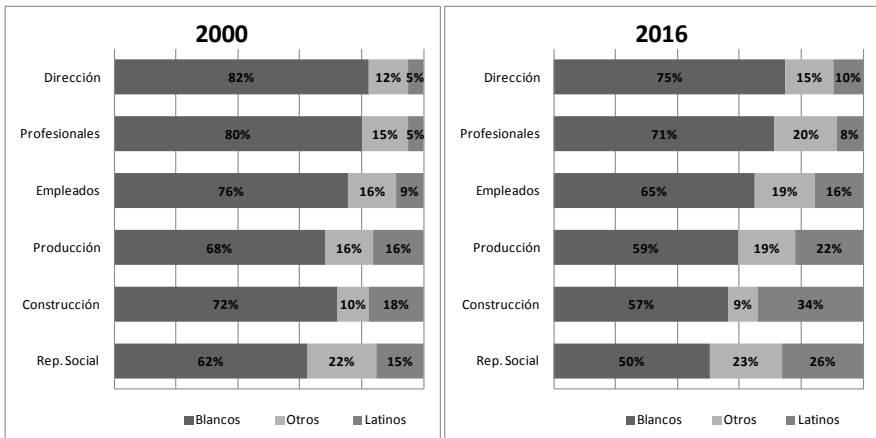 2000
Dirección 82% 12% 5%
Profesionales 80% 15% 5%
Empleados 76% 16% 9%
Producción 68% 16% 16%
Construcción 72% 10% 18%
Rep. Social 62% 22% 15%
Blancos Otros Latinos
2016
Dirección 75% 15% 10%
Profesionales 71% 20% 8%
Empleados 65% 19% 16%
Producción 59% 19% 22%
Construcción 57% 9% 34%
Rep. Social 50% 23% 26%
Blancos Otros Latinos